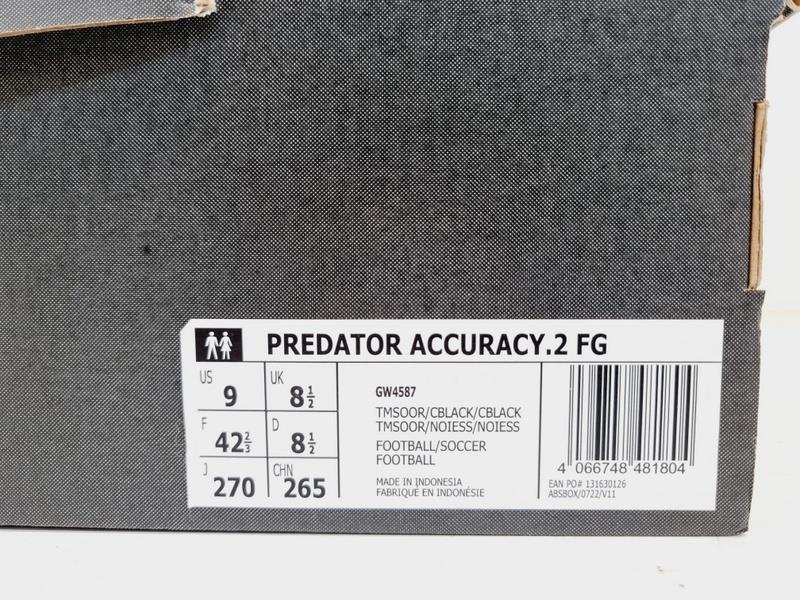 PREDATOR ACCURACY.2 FG
US 9 UK 8½
F 42⅔ D 8½
J 270 CHN 265
GW4587
TMSOOR/CBLACK/CBLACK
TMSOOR/NOIESS/NOIESS
FOOTBALL/SOCCER
FOOTBALL
MADE IN INDONESIA
FABRIQUÉ EN INDONÉSIE
4 066748 481804
EAN PO# 131630126
ABSBOX/0722/V11